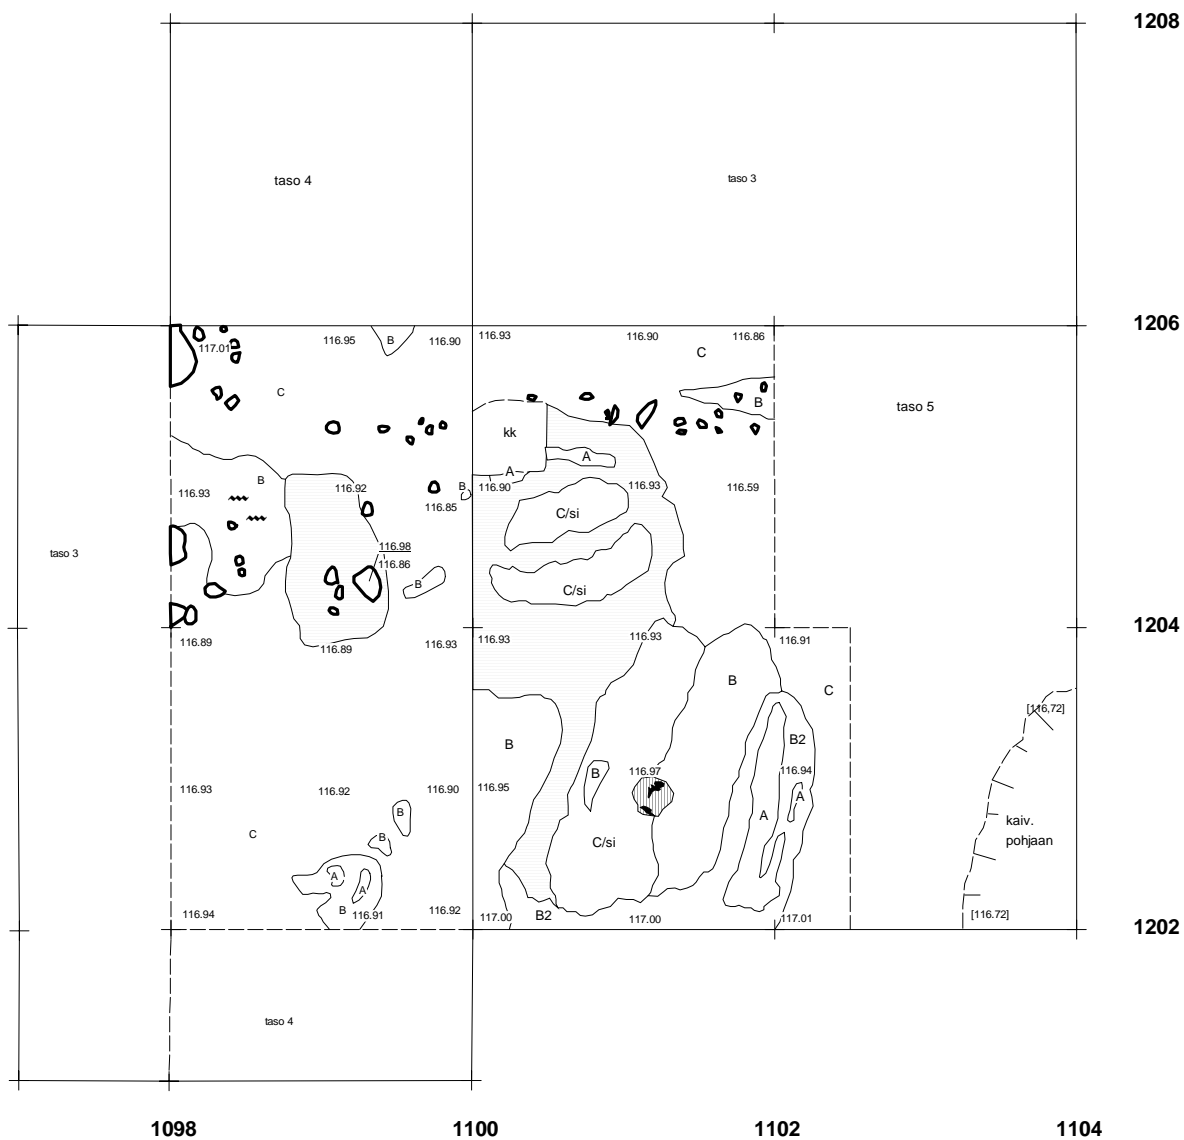 1208
taso 4
taso 3
1206
117.01
116.95
B
116.90
116.93
116.90
116.86
C
C
B
taso 5
kk
A
A
B
116.93
116.92
B
116.85
116.90
116.93
116.59
C/si
taso 3
116.98
116.86
B
C/si
1204
116.89
116.89
116.93
116.93
116.93
116.91
B
C
[116,72]
B
B2
116.93
116.92
116.90
116.95
B
116.97
116.94
A
B
A
kaiv.
pohjaan
C
B
C/si
A
A
B
116.94
116.91
116.92
117.00
B2
117.00
117.01
[116.72]
1202
taso 4
1098
1100
1102
1104